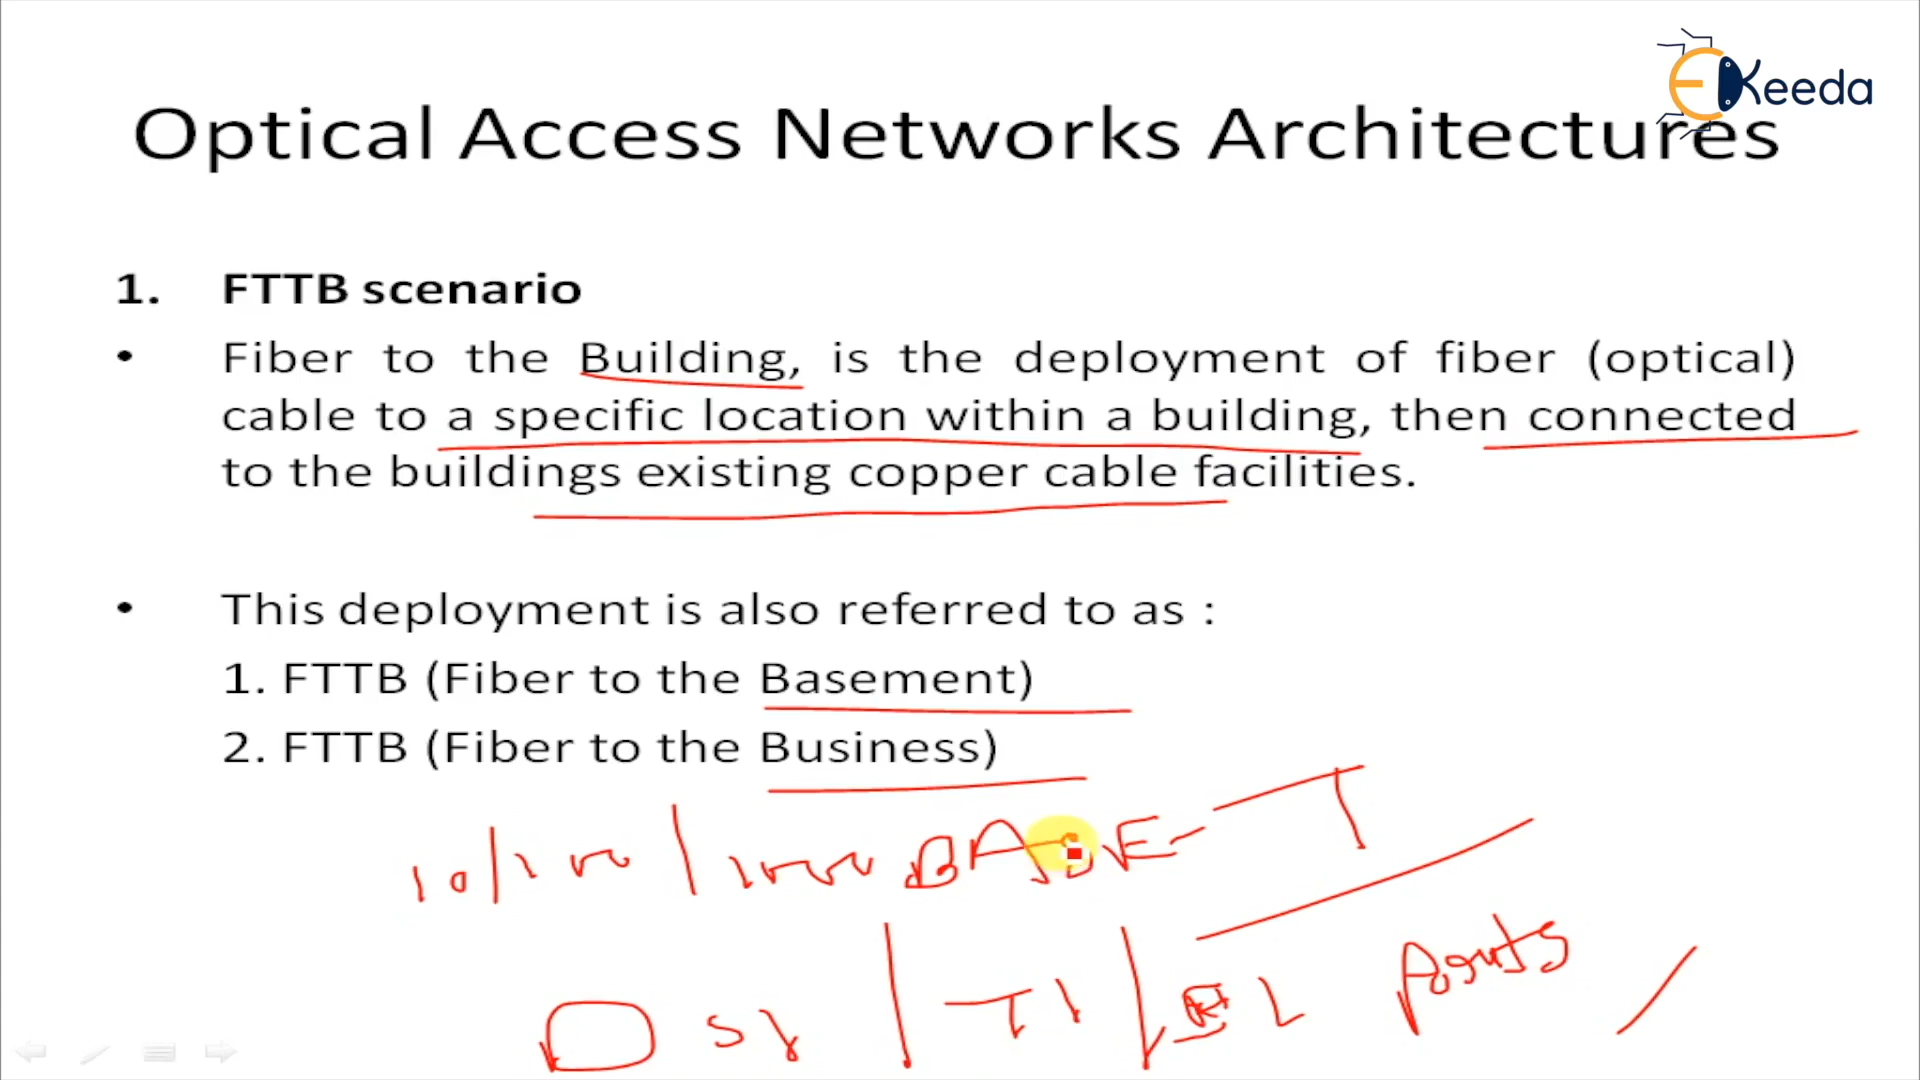 EKeeda
Optical Access Networks Architectures
1. FTTB scenario
• Fiber to the Building, is the deployment of fiber (optical)
cable to a specific location within a building, then connected
to the buildings existing copper cable facilities.
• This deployment is also referred to as :
1. FTTB (Fiber to the Basement)
2. FTTB (Fiber to the Business)
10/100/1000 BASE-T
/ T1 / Ports